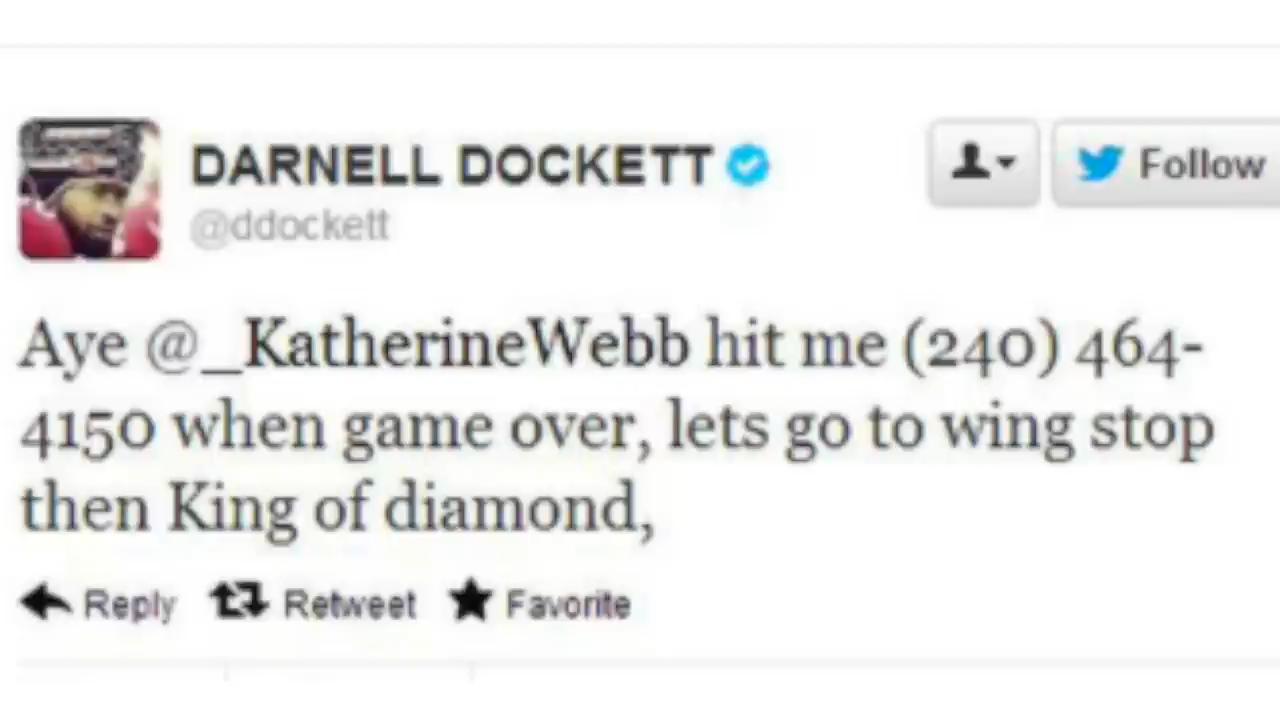 DARNELL DOCKETT
@ddockett
Follow
Aye @_KatherineWebb hit me (240) 464-
4150 when game over, lets go to wing stop
then King of diamond,
Reply Retweet Favorite